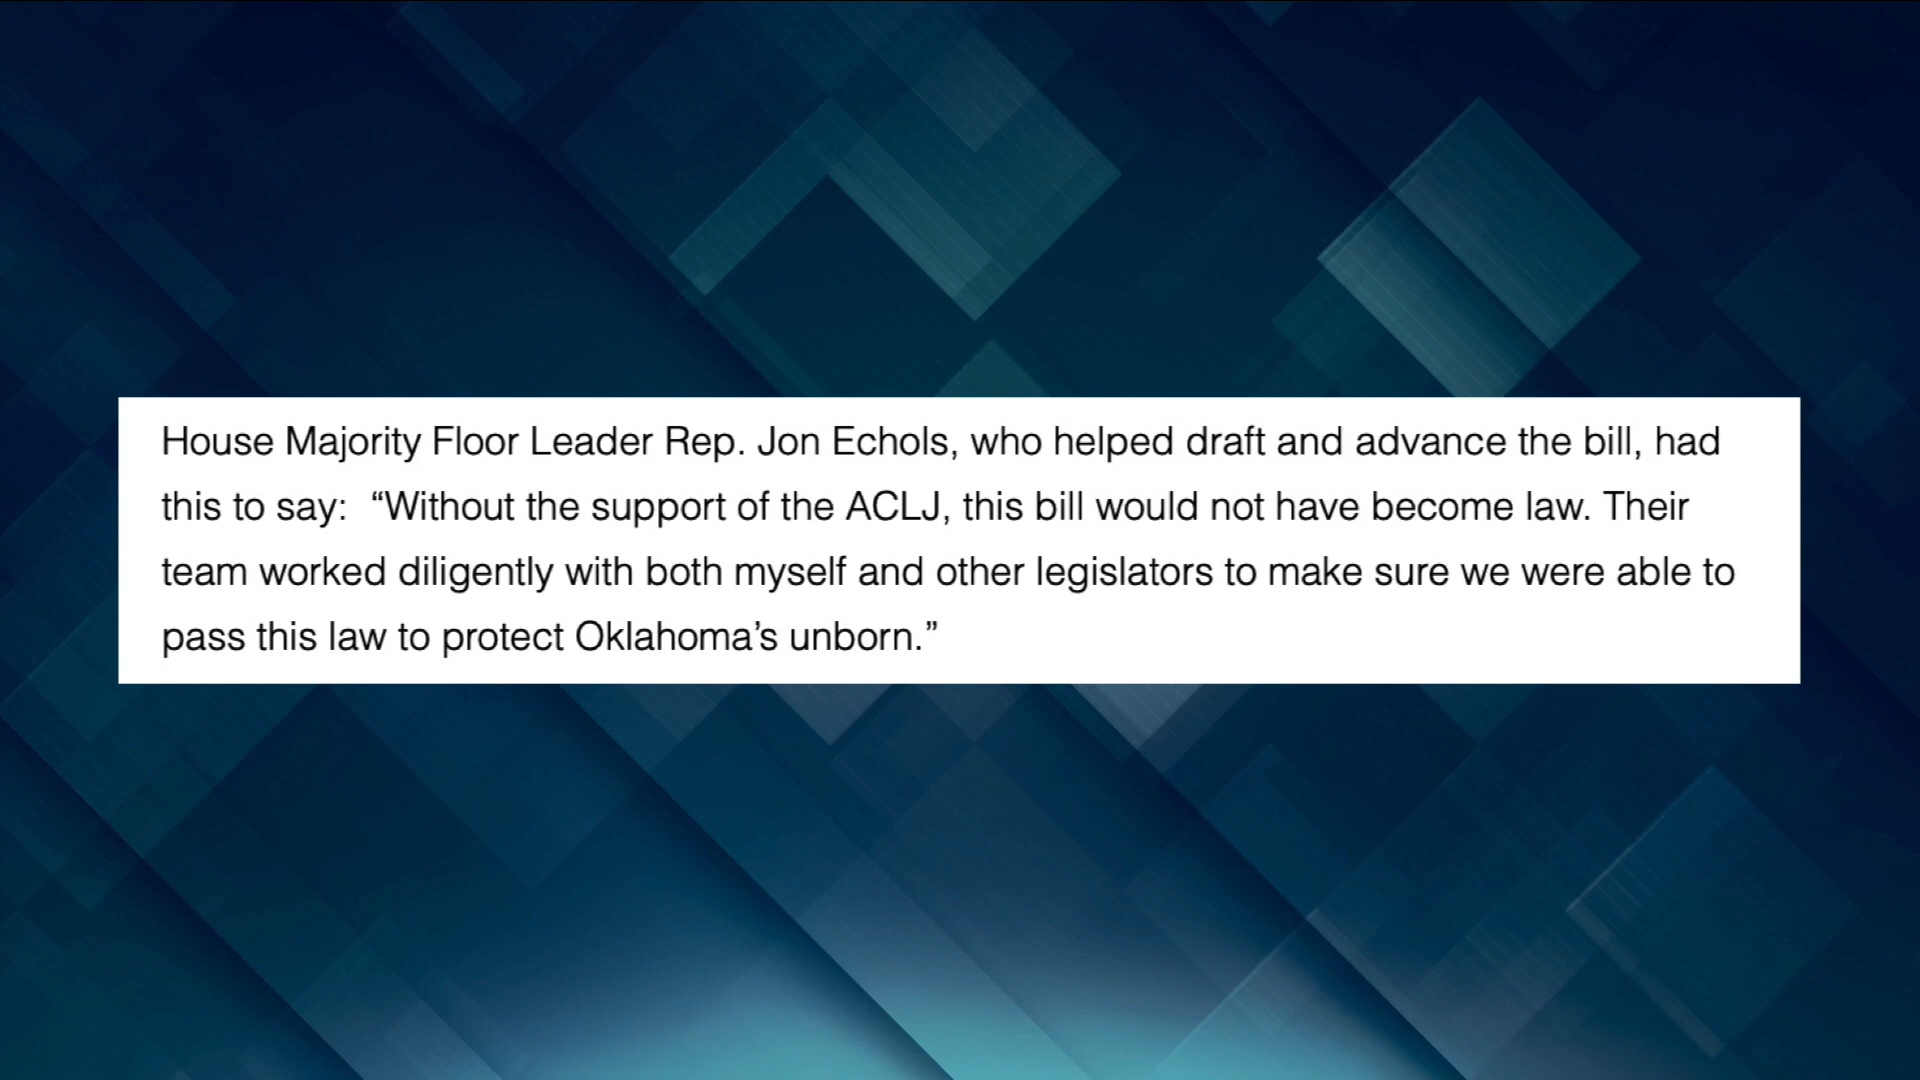 House Majority Floor Leader Rep. Jon Echols, who helped draft and advance the bill, had
this to say:  “Without the support of the ACLJ, this bill would not have become law. Their
team worked diligently with both myself and other legislators to make sure we were able to
pass this law to protect Oklahoma’s unborn.”